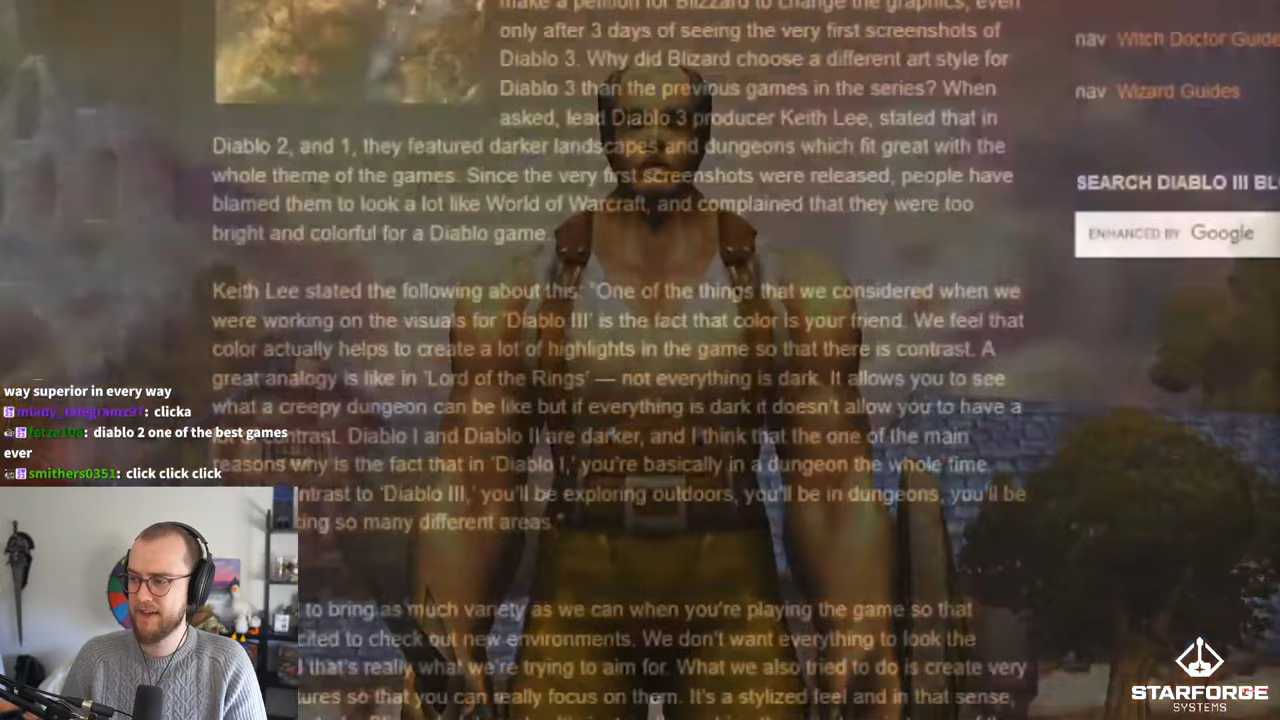 make a petition for Blizzard to change the graphics, even
only after 3 days of seeing the very first screenshots of
Diablo 3. Why did Blizard choose a different art style for
Diablo 3 than the previous games in the series? When
asked, lead Diablo 3 producer Keith Lee, stated that in
Diablo 2, and 1, they featured darker landscapes and dungeons which fit great with the
whole theme of the games. Since the very first screenshots were released, people have
blamed them to look a lot like World of Warcraft, and complained that they were too
bright and colorful for a Diablo game.
Keith Lee stated the following about this: "One of the things that we considered when we
were working on the visuals for 'Diablo III' is the fact that color is your friend. We feel that
color actually helps to create a lot of highlights in the game so that there is contrast. A
great analogy is like in 'Lord of the Rings' — not everything is dark. It allows you to see
what a creepy dungeon can be like but if everything is dark it doesn't allow you to have a
contrast. Diablo I and Diablo II are darker, and I think that the one of the main
reasons why is the fact that in 'Diablo I,' you're basically in a dungeon the whole time
ntrast to 'Diablo III,' you'll be exploring outdoors, you'll be in dungeons, you'll be
ing so many different areas."
to bring as much variety as we can when you're playing the game so that
cited to check out new environments. We don't want everything to look the
that's really what we're trying to aim for. What we also tried to do is create very
ures so that you can really focus on them. It's a stylized feel and in that sense,
nav Witch Doctor Guide
nav Wizard Guides
SEARCH DIABLO III BL
ENHANCED BY Google
way superior in every way
: clicka
: diablo 2 one of the best games
ever
smithers0351: click click click
STARFORGE
SYSTEMS